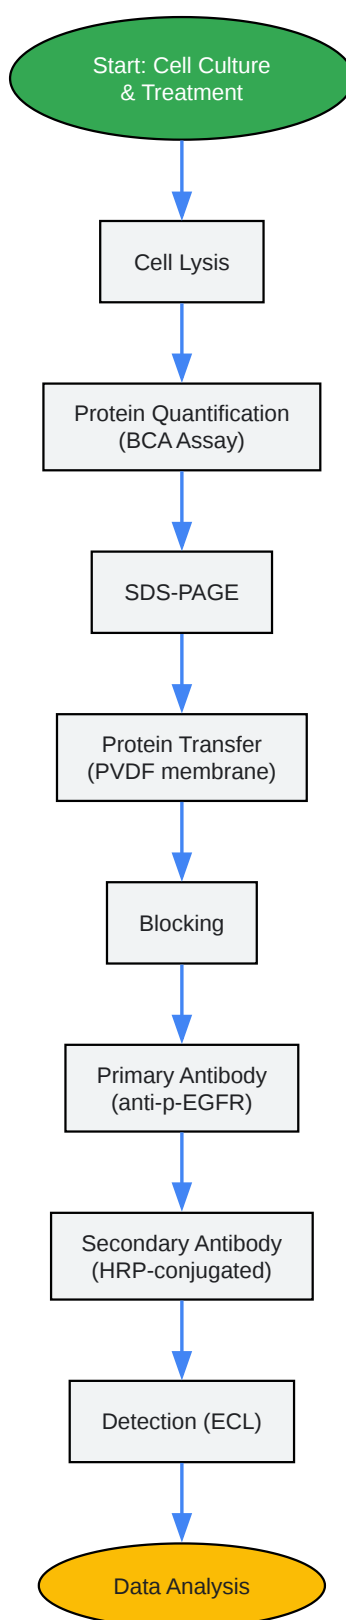 Start: Cell Culture
& Treatment
Cell Lysis
Protein Quantification
(BCA Assay)
SDS-PAGE
Protein Transfer
(PVDF membrane)
Blocking
Primary Antibody
(anti-p-EGFR)
Secondary Antibody
(HRP-conjugated)
Detection (ECL)
Data Analysis